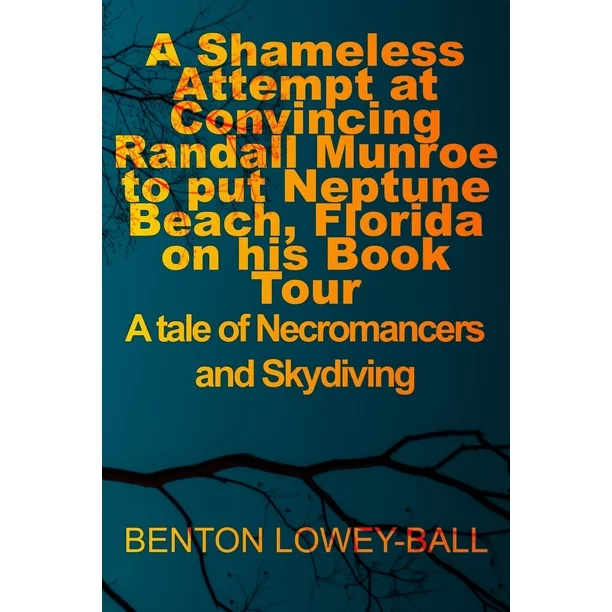 A Shameless
Attempt at
Convincing
Randall Munroe
to put Neptune
Beach, Florida
on his Book
Tour
A tale of Necromancers
and Skydiving
BENTON LOWEY-BALL